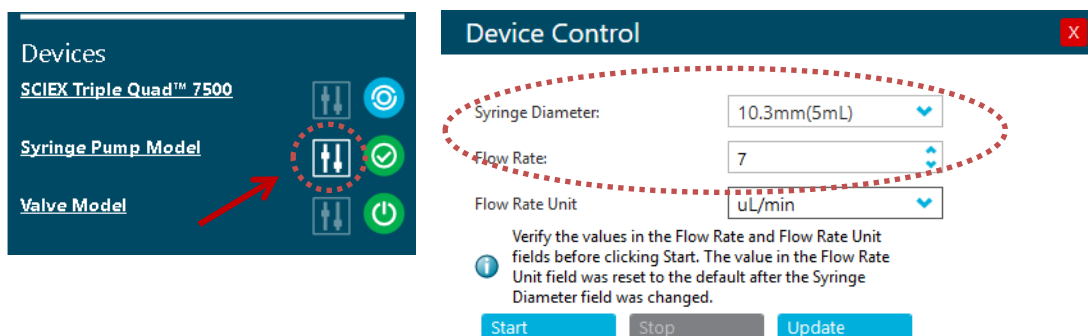 Devices
SCIEX Triple Quad™ 7500
Syringe Pump Model
Valve Model
Device Control
X
Syringe Diameter:
10.3mm(5mL)
Flow Rate:
7
Flow Rate Unit
uL/min
Verify the values in the Flow Rate and Flow Rate Unit
fields before clicking Start. The value in the Flow Rate
Unit field was reset to the default after the Syringe
Diameter field was changed.
Start
Stop
Update